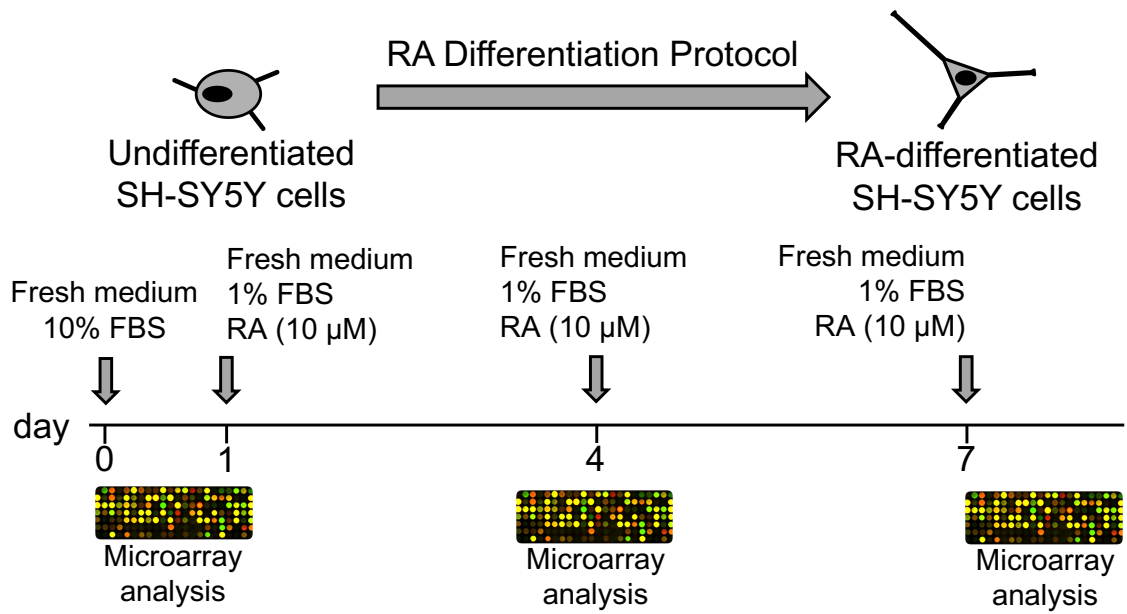 RA Differentiation Protocol
Undifferentiated
SH-SY5Y cells
RA-differentiated
SH-SY5Y cells
Fresh medium
10% FBS
Fresh medium
1% FBS
RA (10 µM)
Fresh medium
1% FBS
RA (10 µM)
Fresh medium
1% FBS
RA (10 µM)
day
0
1
4
7
Microarray
analysis
Microarray
analysis
Microarray
analysis